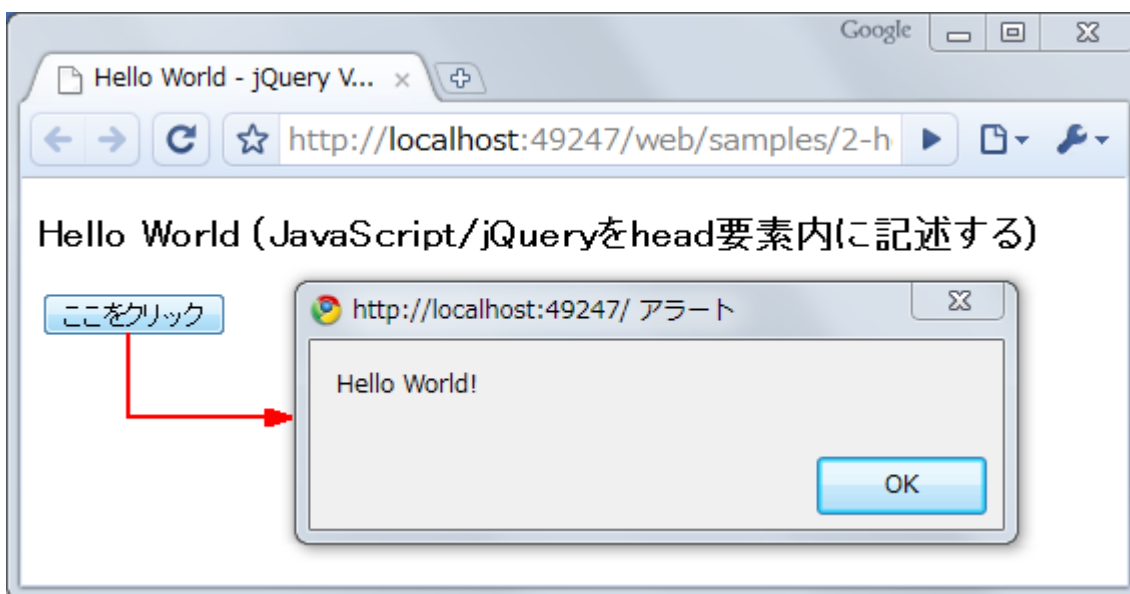 Google
Hello World - jQuery V...
http://localhost:49247/web/samples/2-h
Hello World (JavaScript/jQueryをhead要素内に記述する)
ここをクリック
http://localhost:49247/ アラート
Hello World!
OK